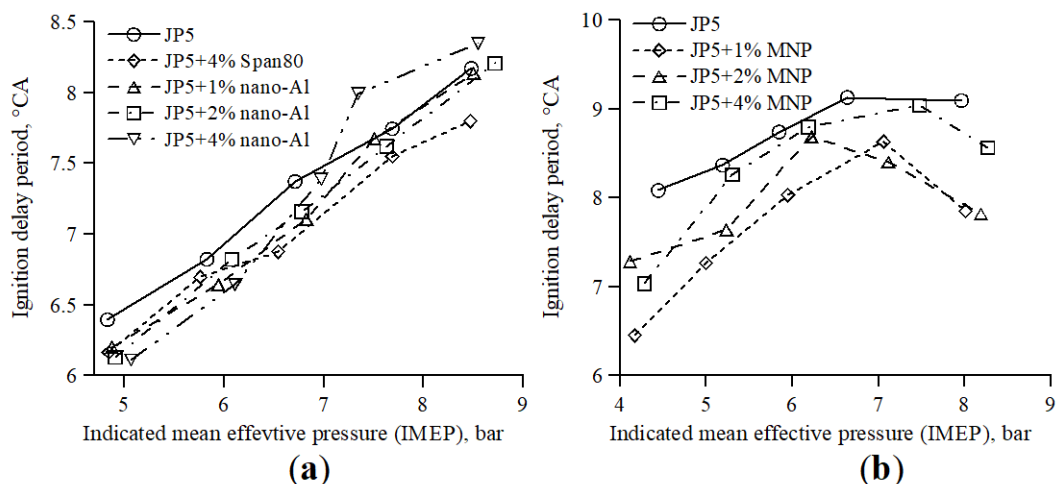 8.5
8
7.5
7
6.5
6
Ignition delay period, °CA
JP5
JP5+4% Span80
JP5+1% nano-Al
JP5+2% nano-Al
JP5+4% nano-Al
5
6
7
8
9
Indicated mean effevtive pressure (IMEP), bar
(a)
10
9
8
7
6
5
Ignition delay period, °CA
JP5
JP5+1% MNP
JP5+2% MNP
JP5+4% MNP
4
5
6
7
8
9
Indicated mean effective pressure (IMEP), bar
(b)